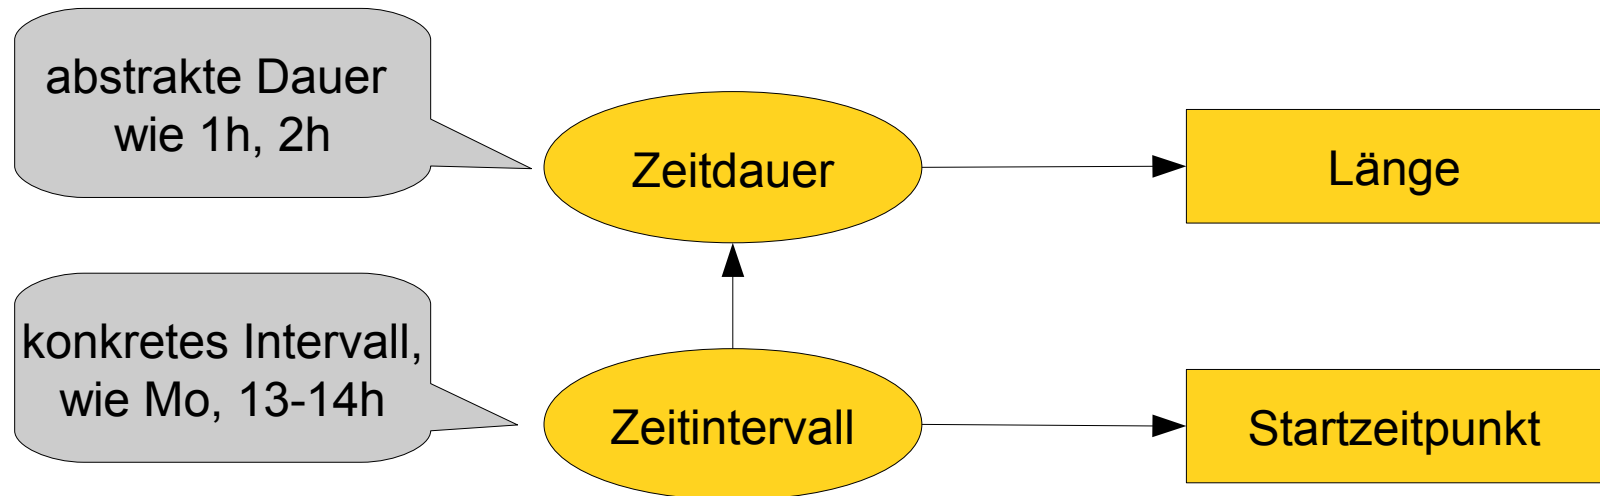 abstrakte Dauer
wie 1h, 2h
Zeitdauer
Länge
konkretes Intervall,
wie Mo, 13-14h
Zeitintervall
Startzeitpunkt